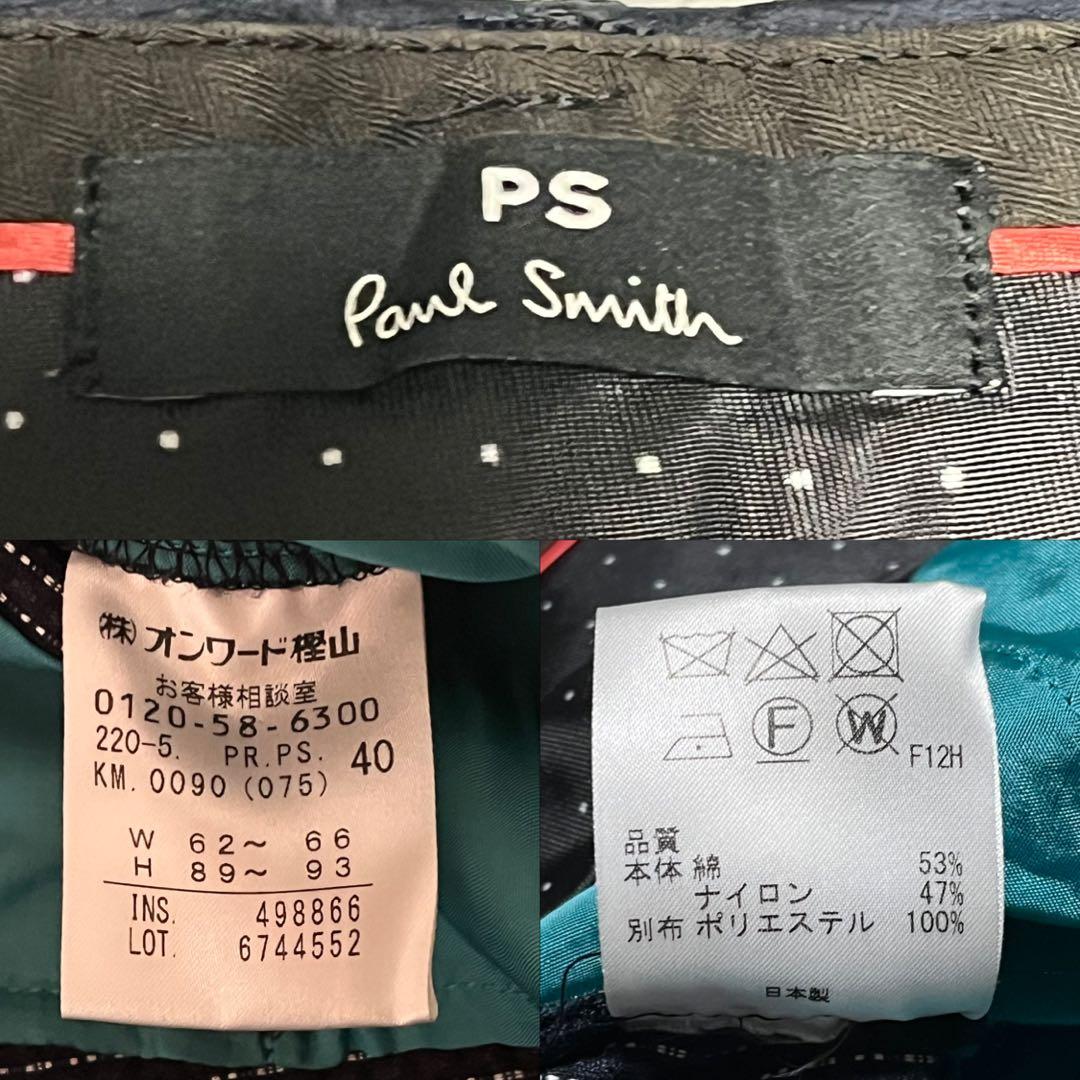 PS
Paul Smith
㈱オンワード樫山
お客様相談室
0120-58-6300
220-5. PR.PS. 40
KM.0090(075)
W 62～ 66
H 89～ 93
INS. 498866
LOT. 6744552
F
W
F12H
品質
本体 綿 53%
ナイロン 47%
別布 ポリエステル 100%
日本製